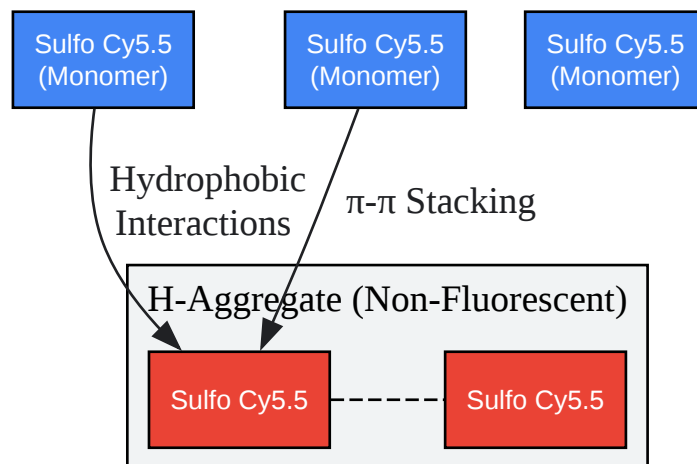 Sulfo Cy5.5
(Monomer)
Sulfo Cy5.5
(Monomer)
Sulfo Cy5.5
(Monomer)
Hydrophobic
Interactions
π-π Stacking
H-Aggregate (Non-Fluorescent)
Sulfo Cy5.5
Sulfo Cy5.5